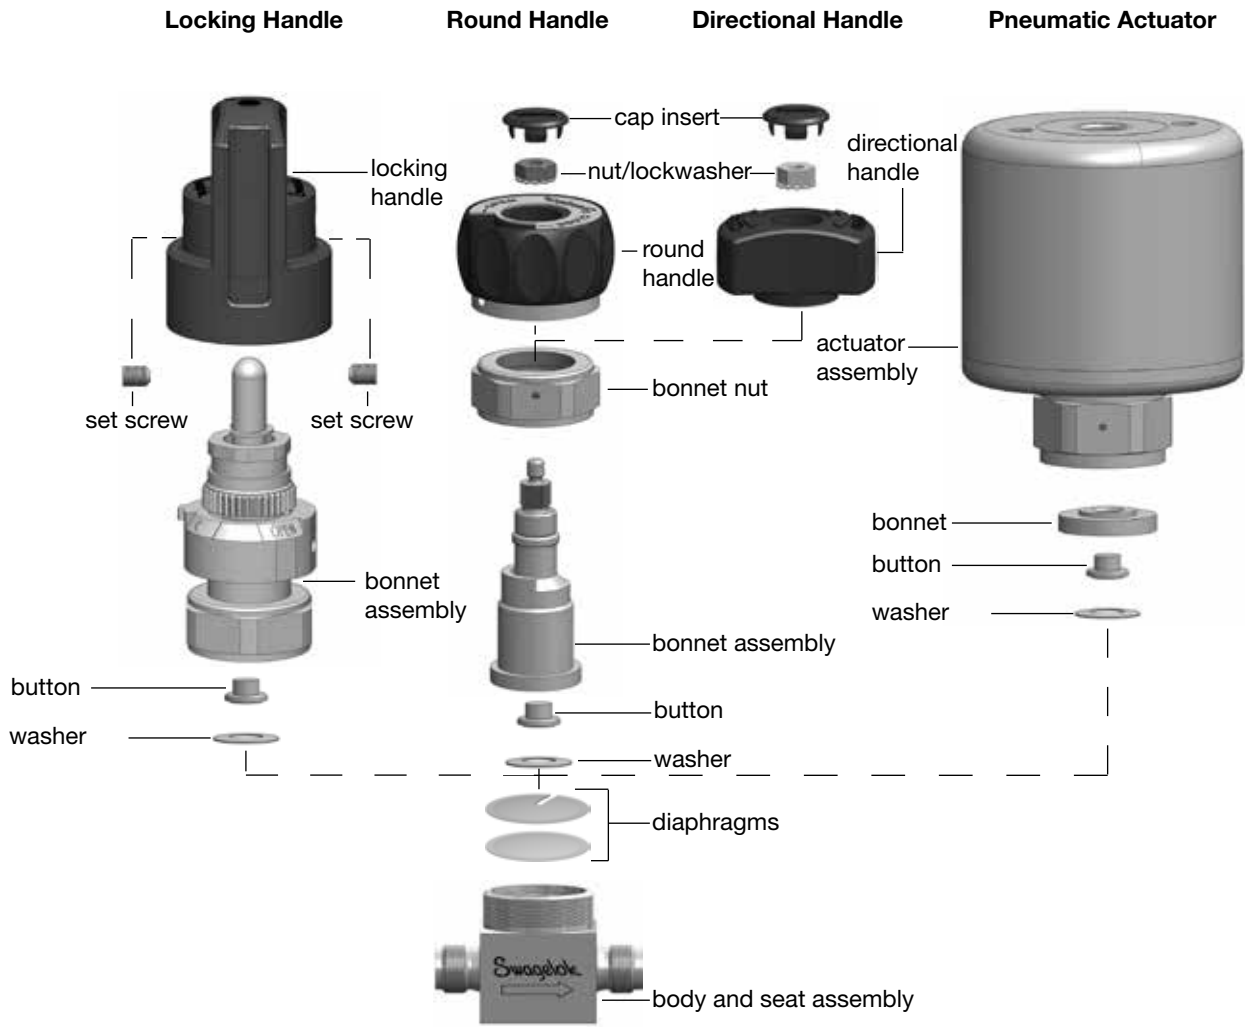 Locking Handle
Round Handle
Directional Handle
Pneumatic Actuator
cap insert
directional
handle
locking
handle
nut/lockwasher
round
handle
actuator
assembly
bonnet nut
set screw
set screw
bonnet
button
washer
OPEN
bonnet
assembly
bonnet assembly
button
button
washer
washer
diaphragms
Swagelok
body and seat assembly